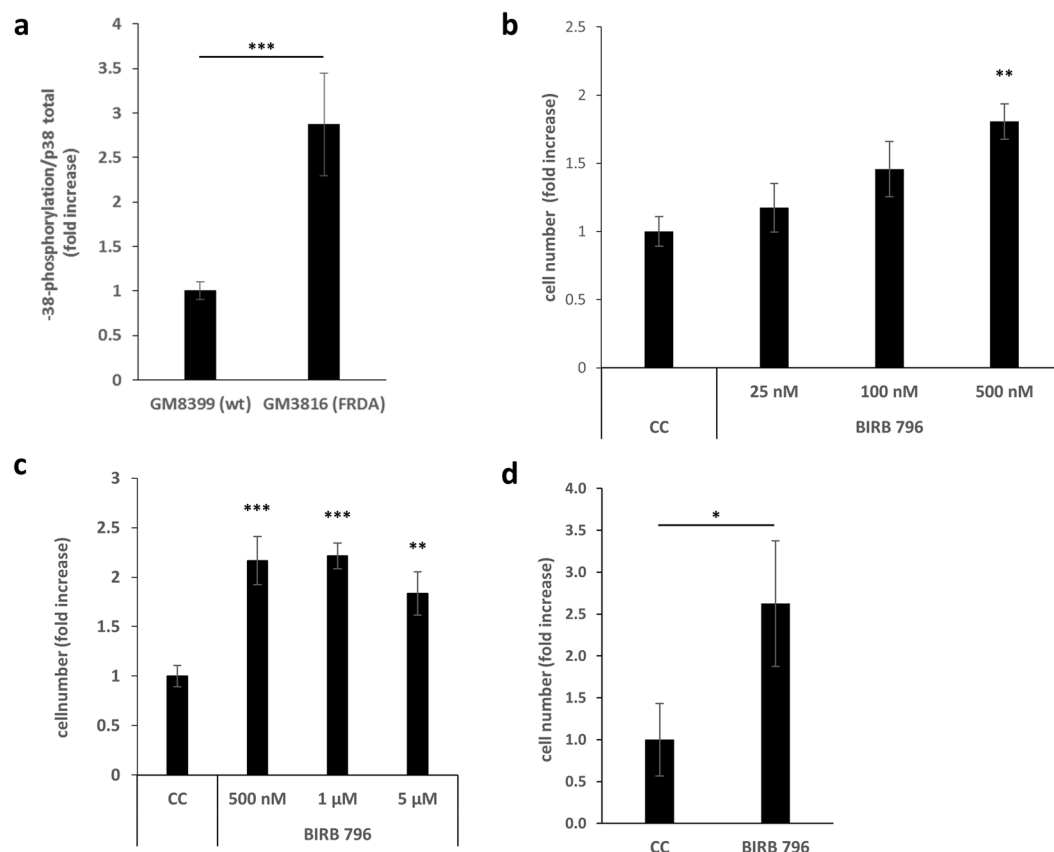 a
***
-38-phosphorylation/p38 total
(fold increase)
4
3.5
3
2.5
2
1.5
1
0.5
0
GM8399 (wt) GM3816 (FRDA)
b
**
cell number (fold increase)
2.5
2
1.5
1
0.5
0
25 nM 100 nM 500 nM
CC BIRB 796
c
*** *** **
cellnumber (fold increase)
3
2.5
2
1.5
1
0.5
0
CC 500 nM 1 µM 5 µM
BIRB 796
d
*
cell number (fold increase)
4.0
3.5
3.0
2.5
2.0
1.5
1.0
0.5
0.0
CC BIRB 796